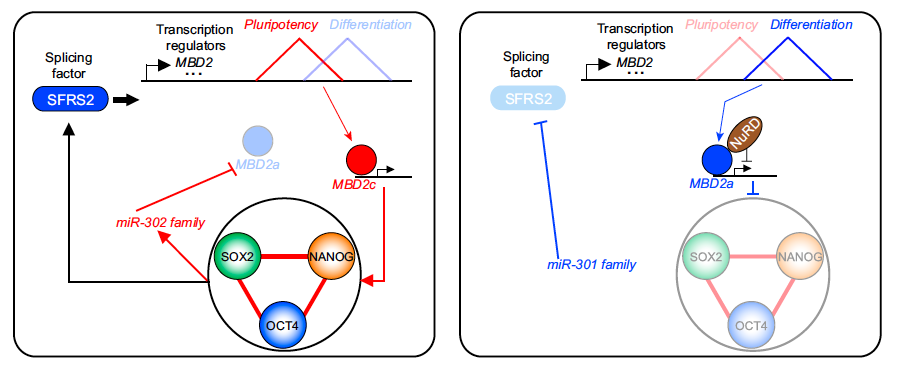 Pluripotency
Differentiation
Transcription
regulators
MBD2
...
Splicing
factor
SFRS2
MBD2a
MBD2c
miR-302 family
SOX2
NANOG
OCT4
Pluripotency
Differentiation
Transcription
regulators
MBD2
...
Splicing
factor
SFRS2
NuRD
MBD2a
miR-301 family
SOX2
NANOG
OCT4